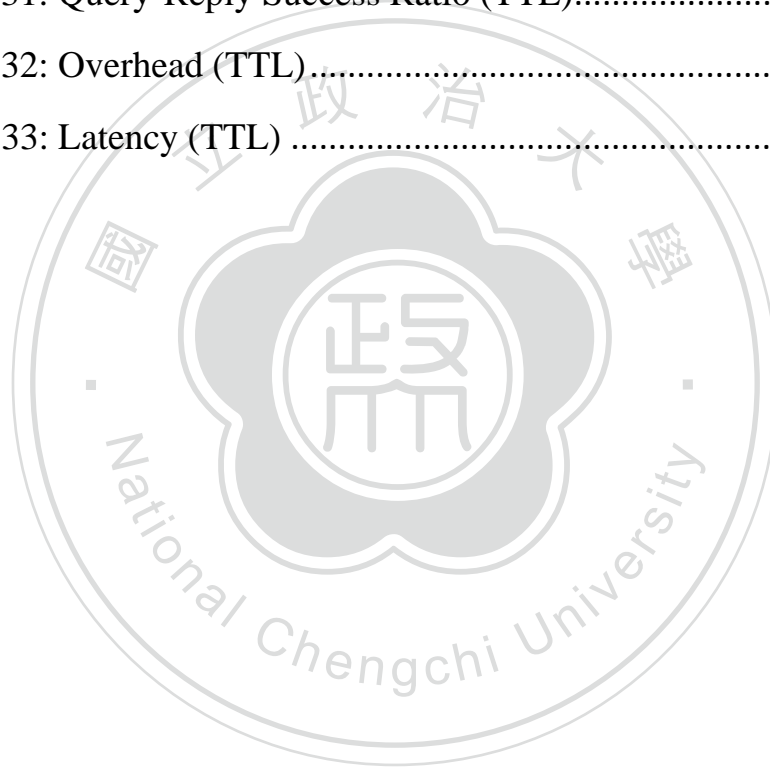 31: Query-Reply Success Ratio (TTL)......................
32: Overhead (TTL).................................................
33: Latency (TTL) ...................................................
國立政治大學
政
National Chengchi University